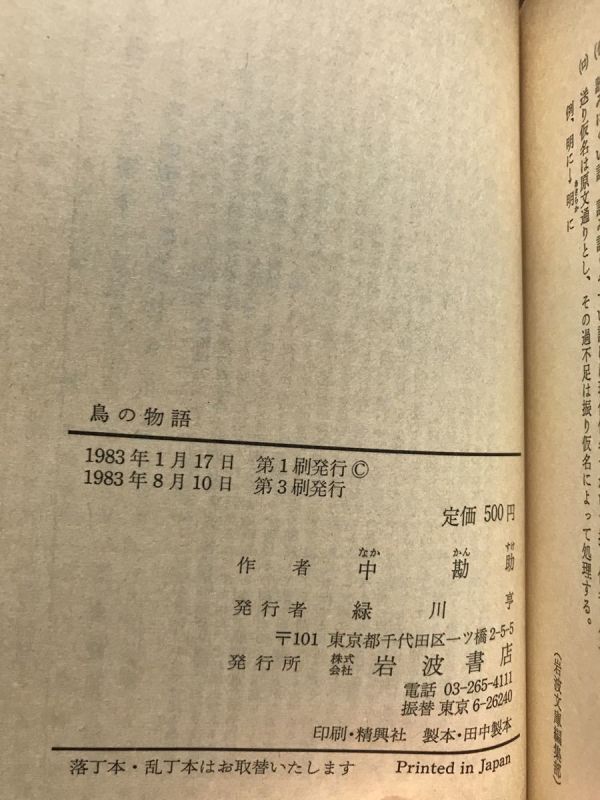 送り仮名は原文通りとし、その過不足は振り仮名によって処理する。
例、明に→明に
あきらか
(岩波文庫編集部)
鳥の物語
1983年1月17日 第1刷発行©
1983年8月10日 第3刷発行
定価 500円
なか かん すけ
作者 中 勘助
発行者 緑川 亨
〒101 東京都千代田区一ツ橋2-5-5
発行所 株式会社 岩波書店
電話 03-265-4111
振替 東京 6-26240
印刷・精興社 製本・田中製本
落丁本・乱丁本はお取替いたします Printed in Japan